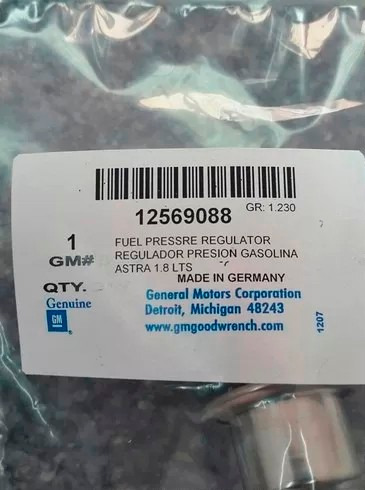 12569088
GR: 1.230
1
FUEL PRESSRE REGULATOR
GM#
REGULADOR PRESION GASOLINA
ASTRA 1.8 LTS
MADE IN GERMANY
QTY.
General Motors Corporation
Genuine
Detroit, Michigan 48243
GM
www.gmgoodwrench.com
1207